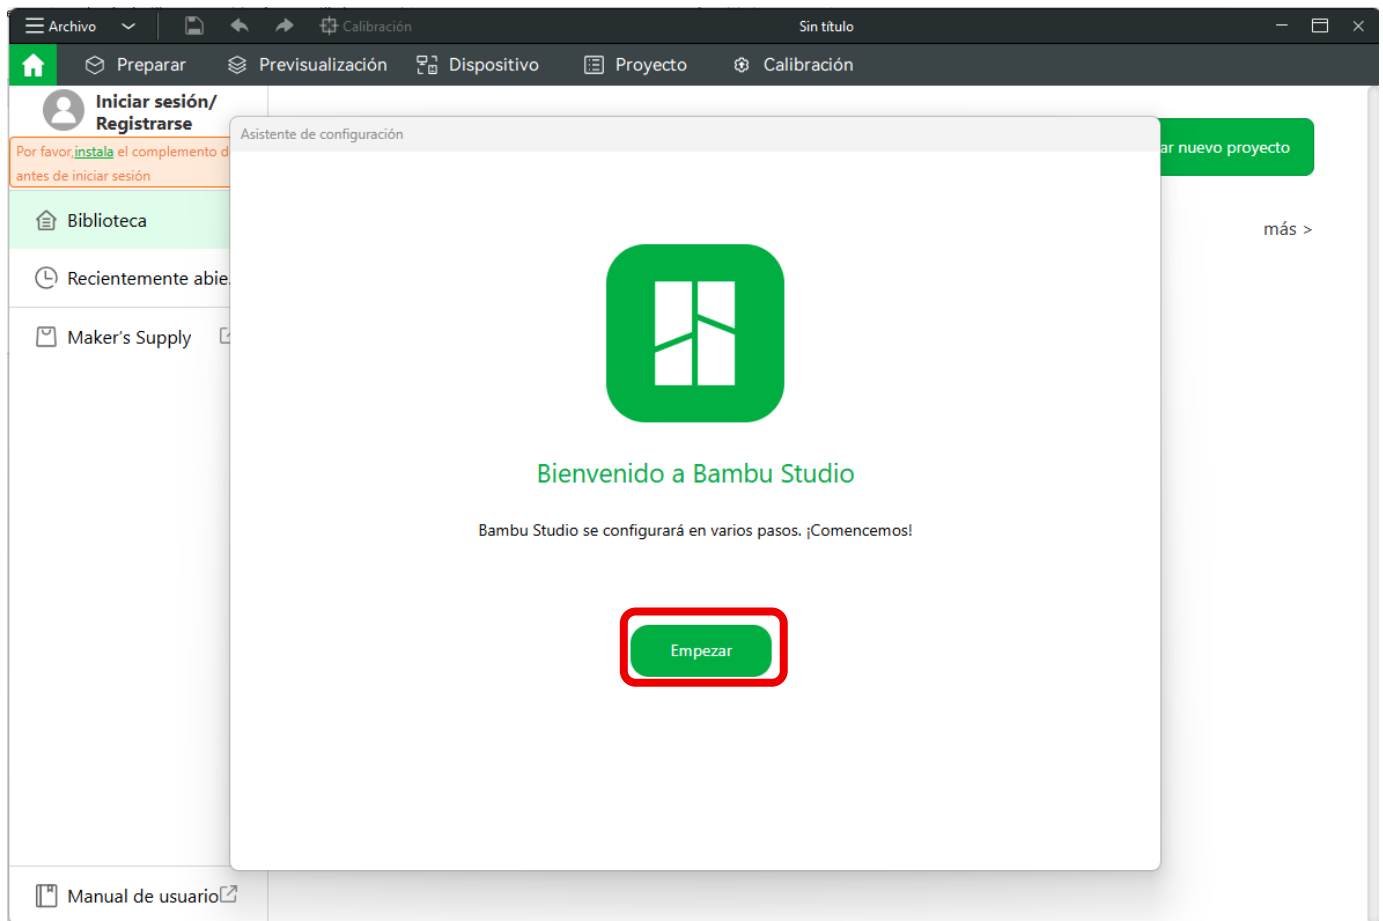 Archivo
Calibración
Sin título
Preparar
Previsualización
Dispositivo
Proyecto
Calibración
Iniciar sesión/
Registrarse
Por favor,instala el complemento d
antes de iniciar sesión
Biblioteca
Recientemente abie.
Maker's Supply
Manual de usuario
Asistente de configuración
Bienvenido a Bambu Studio
Bambu Studio se configurará en varios pasos. ¡Comencemos!
Empezar
ar nuevo proyecto
más >